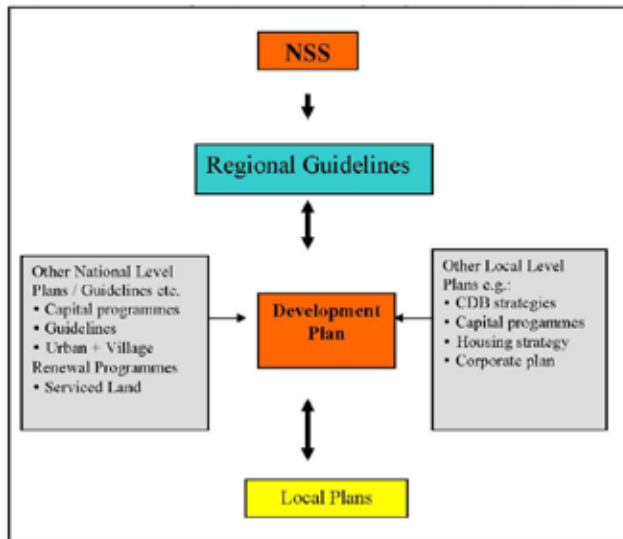 NSS
Regional Guidelines
Other National Level
Plans / Guidelines etc.
• Capital programmes
• Guidelines
• Urban + Village
Renewal Programmes
• Serviced Land
Development
Plan
Other Local Level
Plans e.g.:
• CDB strategies
• Capital progammes
• Housing strategy
• Corporate plan
Local Plans